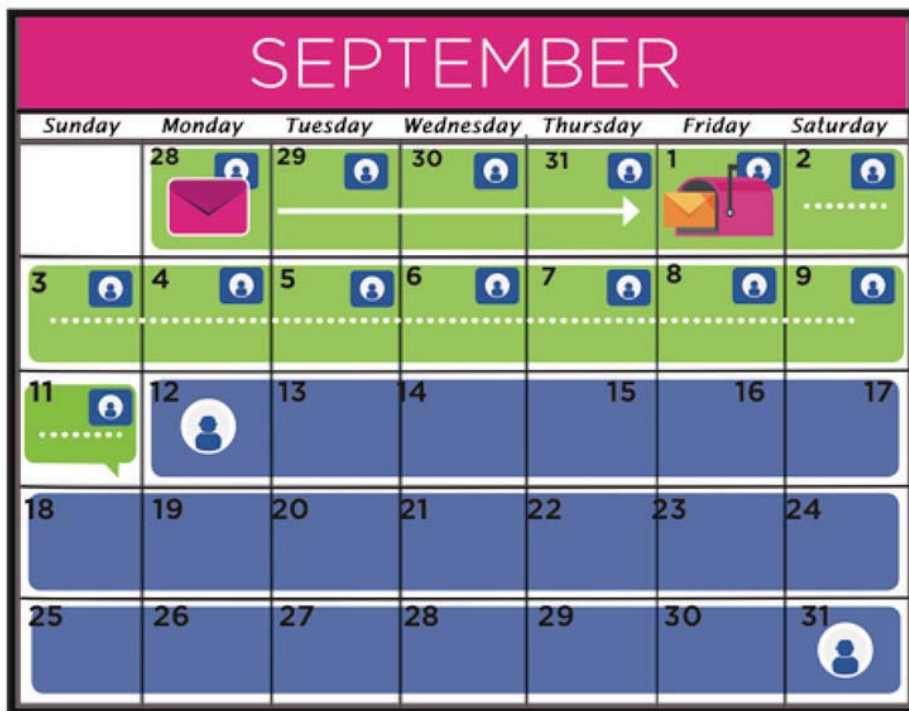 SEPTEMBER
Sunday Monday Tuesday Wednesday Thursday Friday Saturday
28 29 30 31 1 2
3 4 5 6 7 8 9
11 12 13 14 15 16 17
18 19 20 21 22 23 24
25 26 27 28 29 30 31